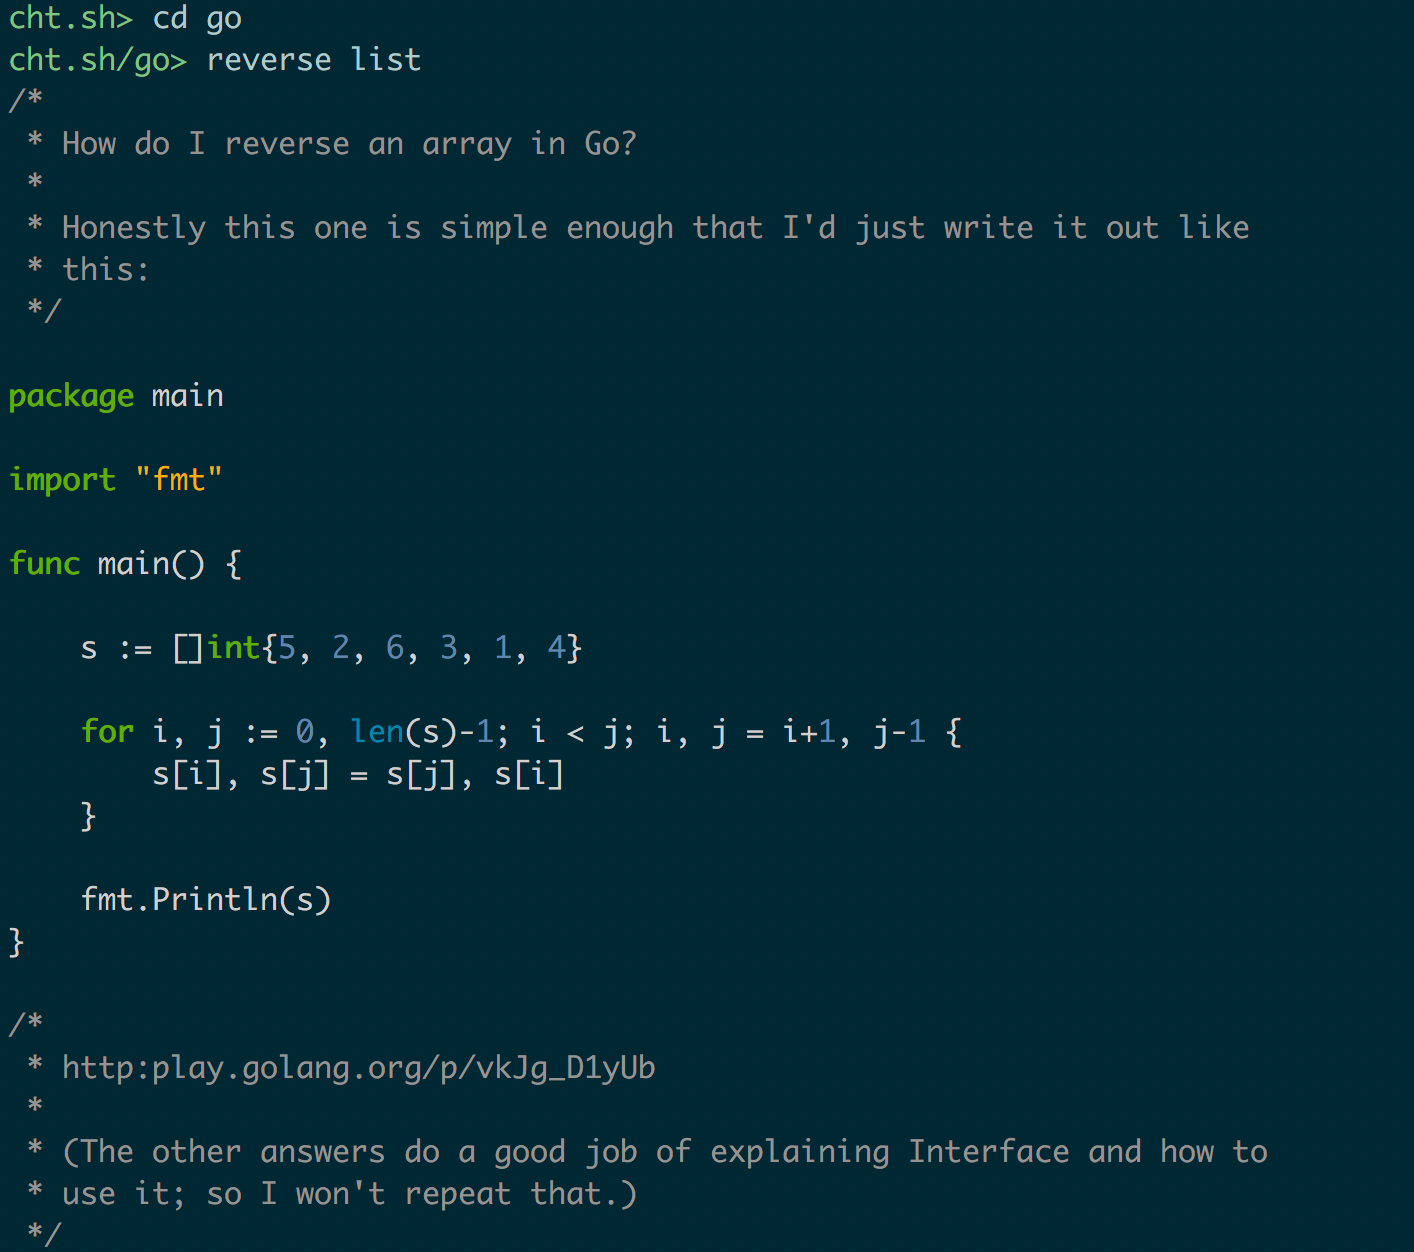 cht.sh> cd go
cht.sh/go> reverse list
/*
 * How do I reverse an array in Go?
 *
 * Honestly this one is simple enough that I'd just write it out like
 * this:
 */

package main

import "fmt"

func main() {

    s := []int{5, 2, 6, 3, 1, 4}

    for i, j := 0, len(s)-1; i < j; i, j = i+1, j-1 {
        s[i], s[j] = s[j], s[i]
    }

    fmt.Println(s)
}

/*
 * http:play.golang.org/p/vkJg_D1yUb
 *
 * (The other answers do a good job of explaining Interface and how to
 * use it; so I won't repeat that.)
 */